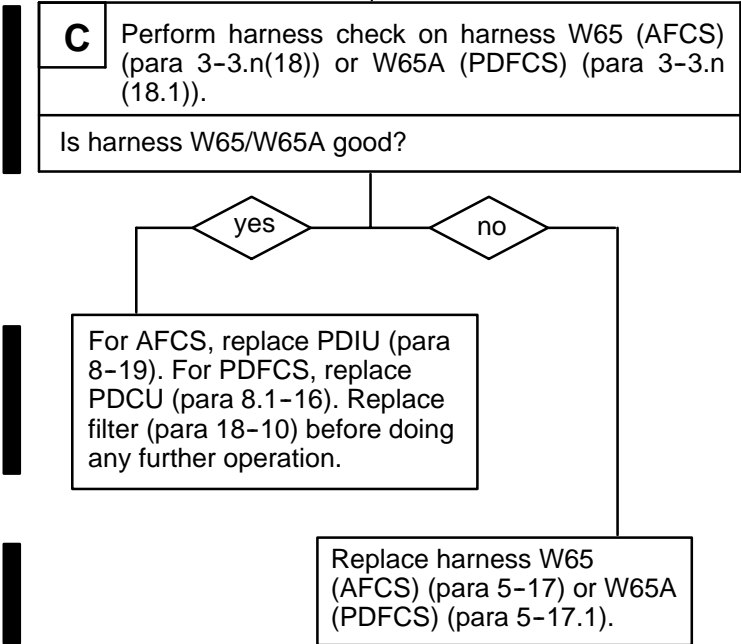 C
Perform harness check on harness W65 (AFCS)
(para 3-3.n(18)) or W65A (PDFCS) (para 3-3.n
(18.1)).
Is harness W65/W65A good?
yes
no
For AFCS, replace PDIU (para
8-19). For PDFCS, replace
PDCU (para 8.1-16). Replace
filter (para 18-10) before doing
any further operation.
Replace harness W65
(AFCS) (para 5-17) or W65A
(PDFCS) (para 5-17.1).